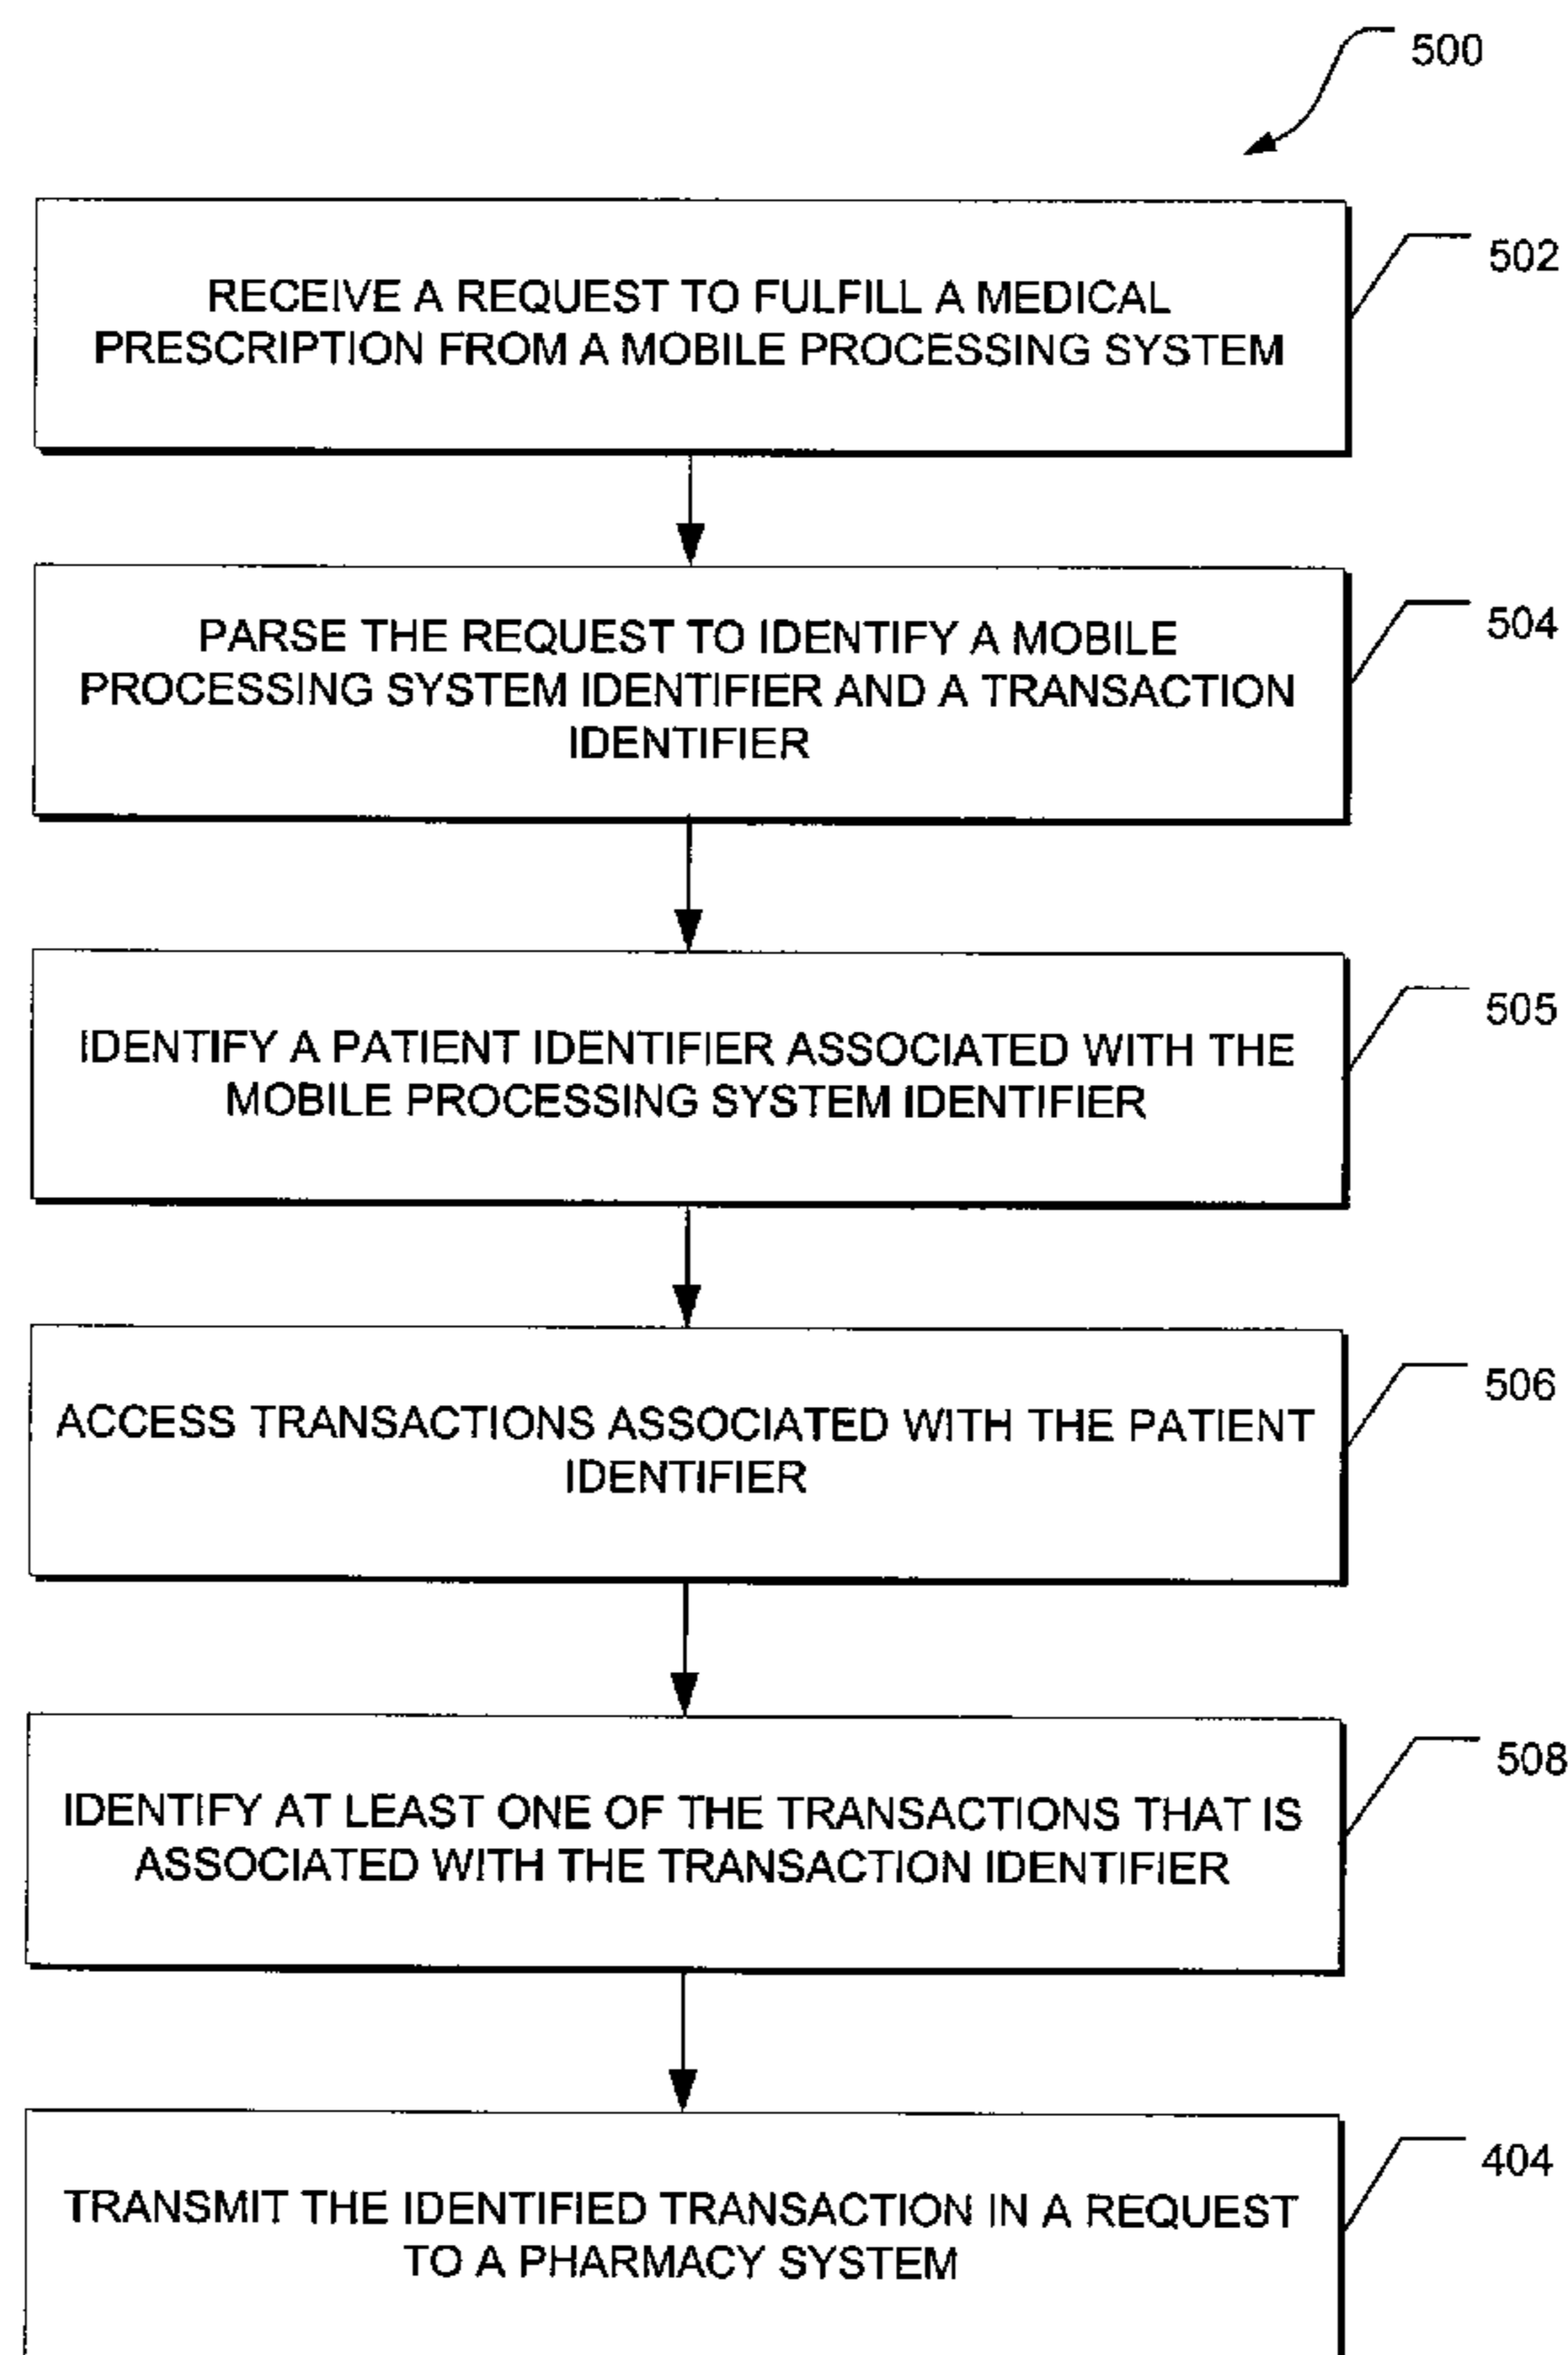 500
RECEIVE A REQUEST TO FULFILL A MEDICAL
PRESCRIPTION FROM A MOBILE PROCESSING SYSTEM
502
PARSE THE REQUEST TO IDENTIFY A MOBILE
PROCESSING SYSTEM IDENTIFIER AND A TRANSACTION
IDENTIFIER
504
IDENTIFY A PATIENT IDENTIFIER ASSOCIATED WITH THE
MOBILE PROCESSING SYSTEM IDENTIFIER
505
ACCESS TRANSACTIONS ASSOCIATED WITH THE PATIENT
IDENTIFIER
506
IDENTIFY AT LEAST ONE OF THE TRANSACTIONS THAT IS
ASSOCIATED WITH THE TRANSACTION IDENTIFIER
508
TRANSMIT THE IDENTIFIED TRANSACTION IN A REQUEST
TO A PHARMACY SYSTEM
404